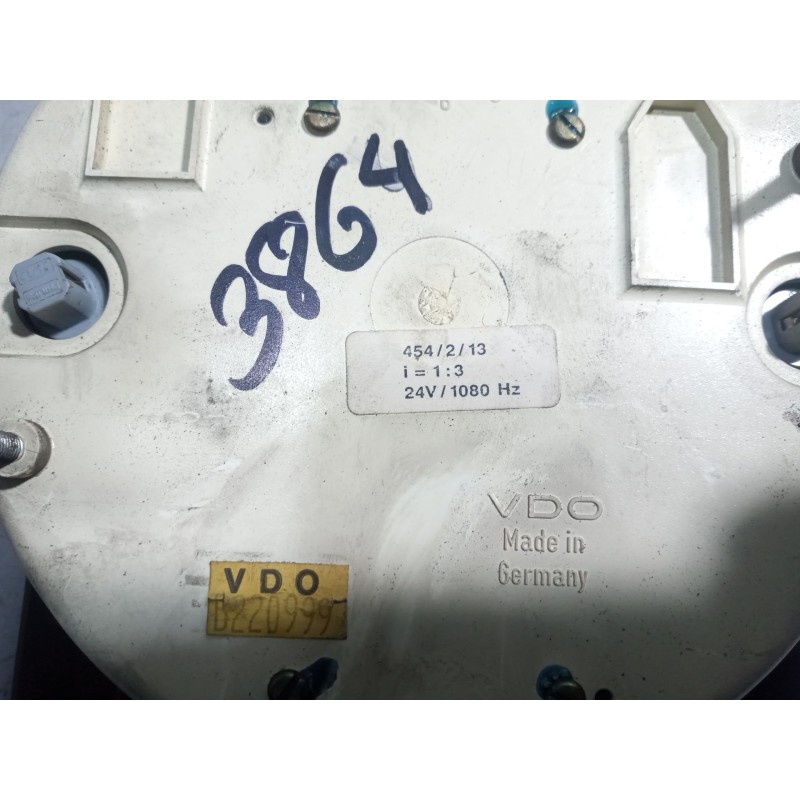 3864
454/2/13
i = 1:3
24V/1080 Hz
VDO
Made in
Germany
VDO
B220999